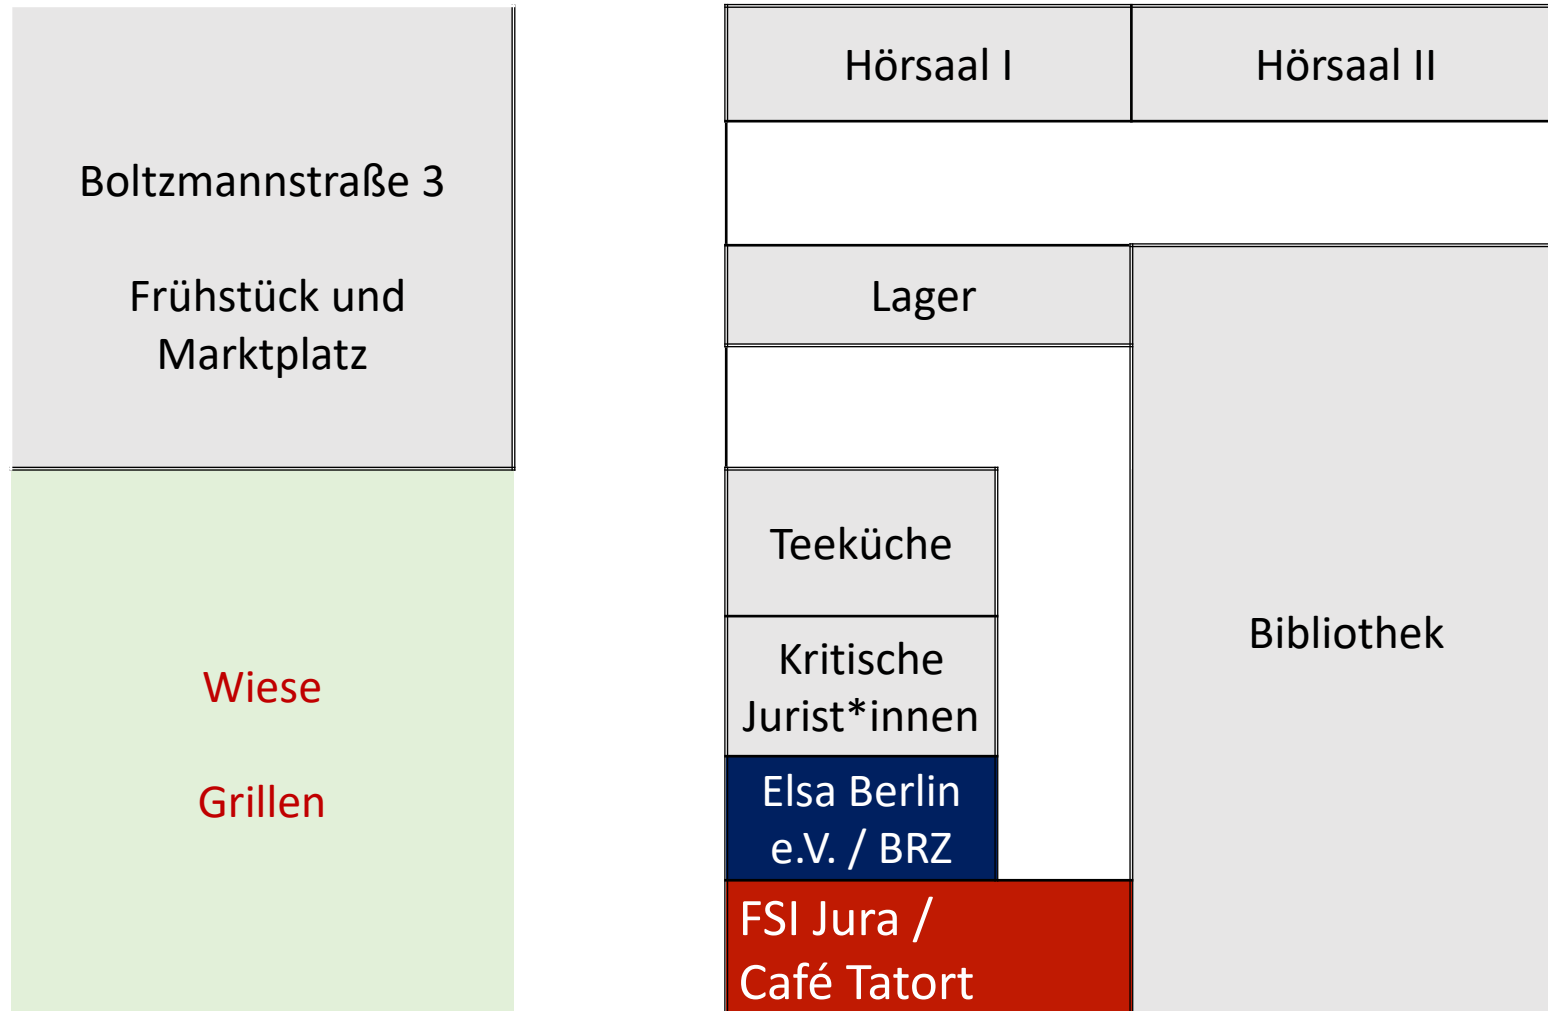 Boltzmannstraße 3
Frühstück und
Marktplatz
Wiese
Grillen
Hörsaal I
Hörsaal II
Lager
Teeküche
Kritische
Jurist*innen
Elsa Berlin
e.V. / BRZ
FSI Jura /
Café Tatort
Bibliothek